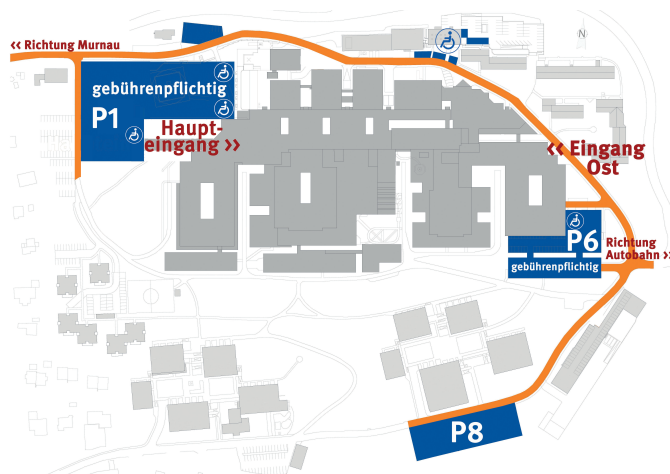 << Richtung Murnau
N
gebührenpflichtig
P1
Haupt-
eingang >>
<< Eingang
Ost
P6
Richtung
Autobahn >>
gebührenpflichtig
P8